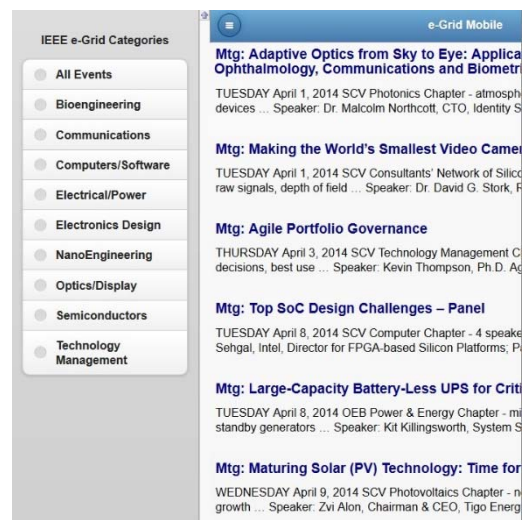 IEEE e-Grid Categories
All Events
Bioengineering
Communications
Computers/Software
Electrical/Power
Electronics Design
NanoEngineering
Optics/Display
Semiconductors
Technology
Management
e-Grid Mobile
Mtg: Adaptive Optics from Sky to Eye: Applica
Ophthalmology, Communications and Biometri
TUESDAY April 1, 2014 SCV Photonics Chapter - atmosph
devices ... Speaker: Dr. Malcolm Northcott, CTO, Identity S
Mtg: Making the World's Smallest Video Camer
TUESDAY April 1, 2014 SCV Consultants' Network of Silico
raw signals, depth of field ... Speaker: Dr. David G. Stork, R
Mtg: Agile Portfolio Governance
THURSDAY April 3, 2014 SCV Technology Management C
decisions, best use ... Speaker: Kevin Thompson, Ph.D. Ag
Mtg: Top SoC Design Challenges – Panel
TUESDAY April 8, 2014 SCV Computer Chapter - 4 speake
Sehgal, Intel, Director for FPGA-based Silicon Platforms; Pa
Mtg: Large-Capacity Battery-Less UPS for Criti
TUESDAY April 8, 2014 OEB Power & Energy Chapter - mi
standby generators ... Speaker: Kit Killingsworth, System S
Mtg: Maturing Solar (PV) Technology: Time for
WEDNESDAY April 9, 2014 SCV Photovoltaics Chapter - n
growth ... Speaker: Zvi Alon, Chairman & CEO, Tigo Energ